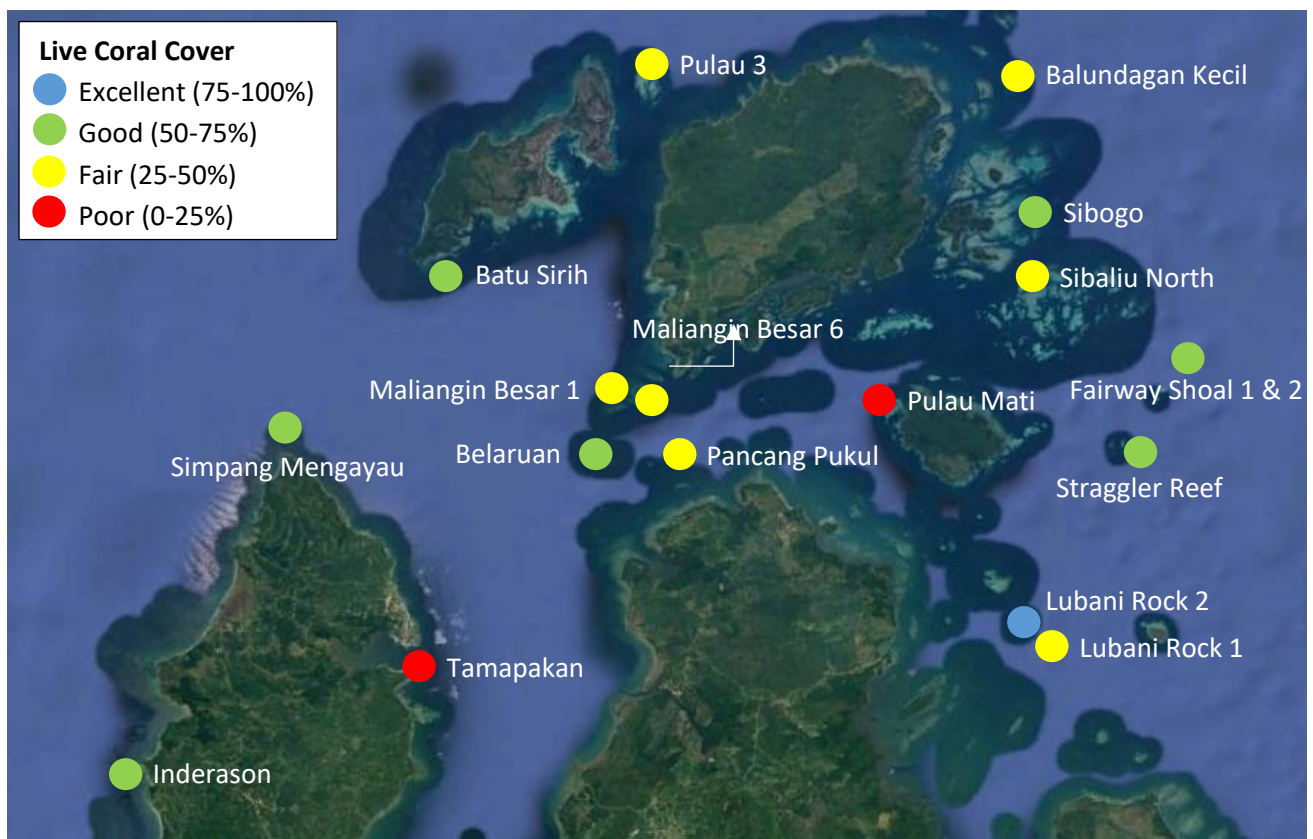 Live Coral Cover
Excellent (75-100%)
Good (50-75%)
Fair (25-50%)
Poor (0-25%)
Pulau 3
Balundagan Kecil
Sibogo
Batu Sirih
Sibaliu North
Maliangin Besar 6
Maliangin Besar 1
Fairway Shoal 1 & 2
Pulau Mati
Simpang Mengayau
Belaruan
Pancang Pukul
Straggler Reef
Lubani Rock 2
Lubani Rock 1
Tamapakan
Inderason